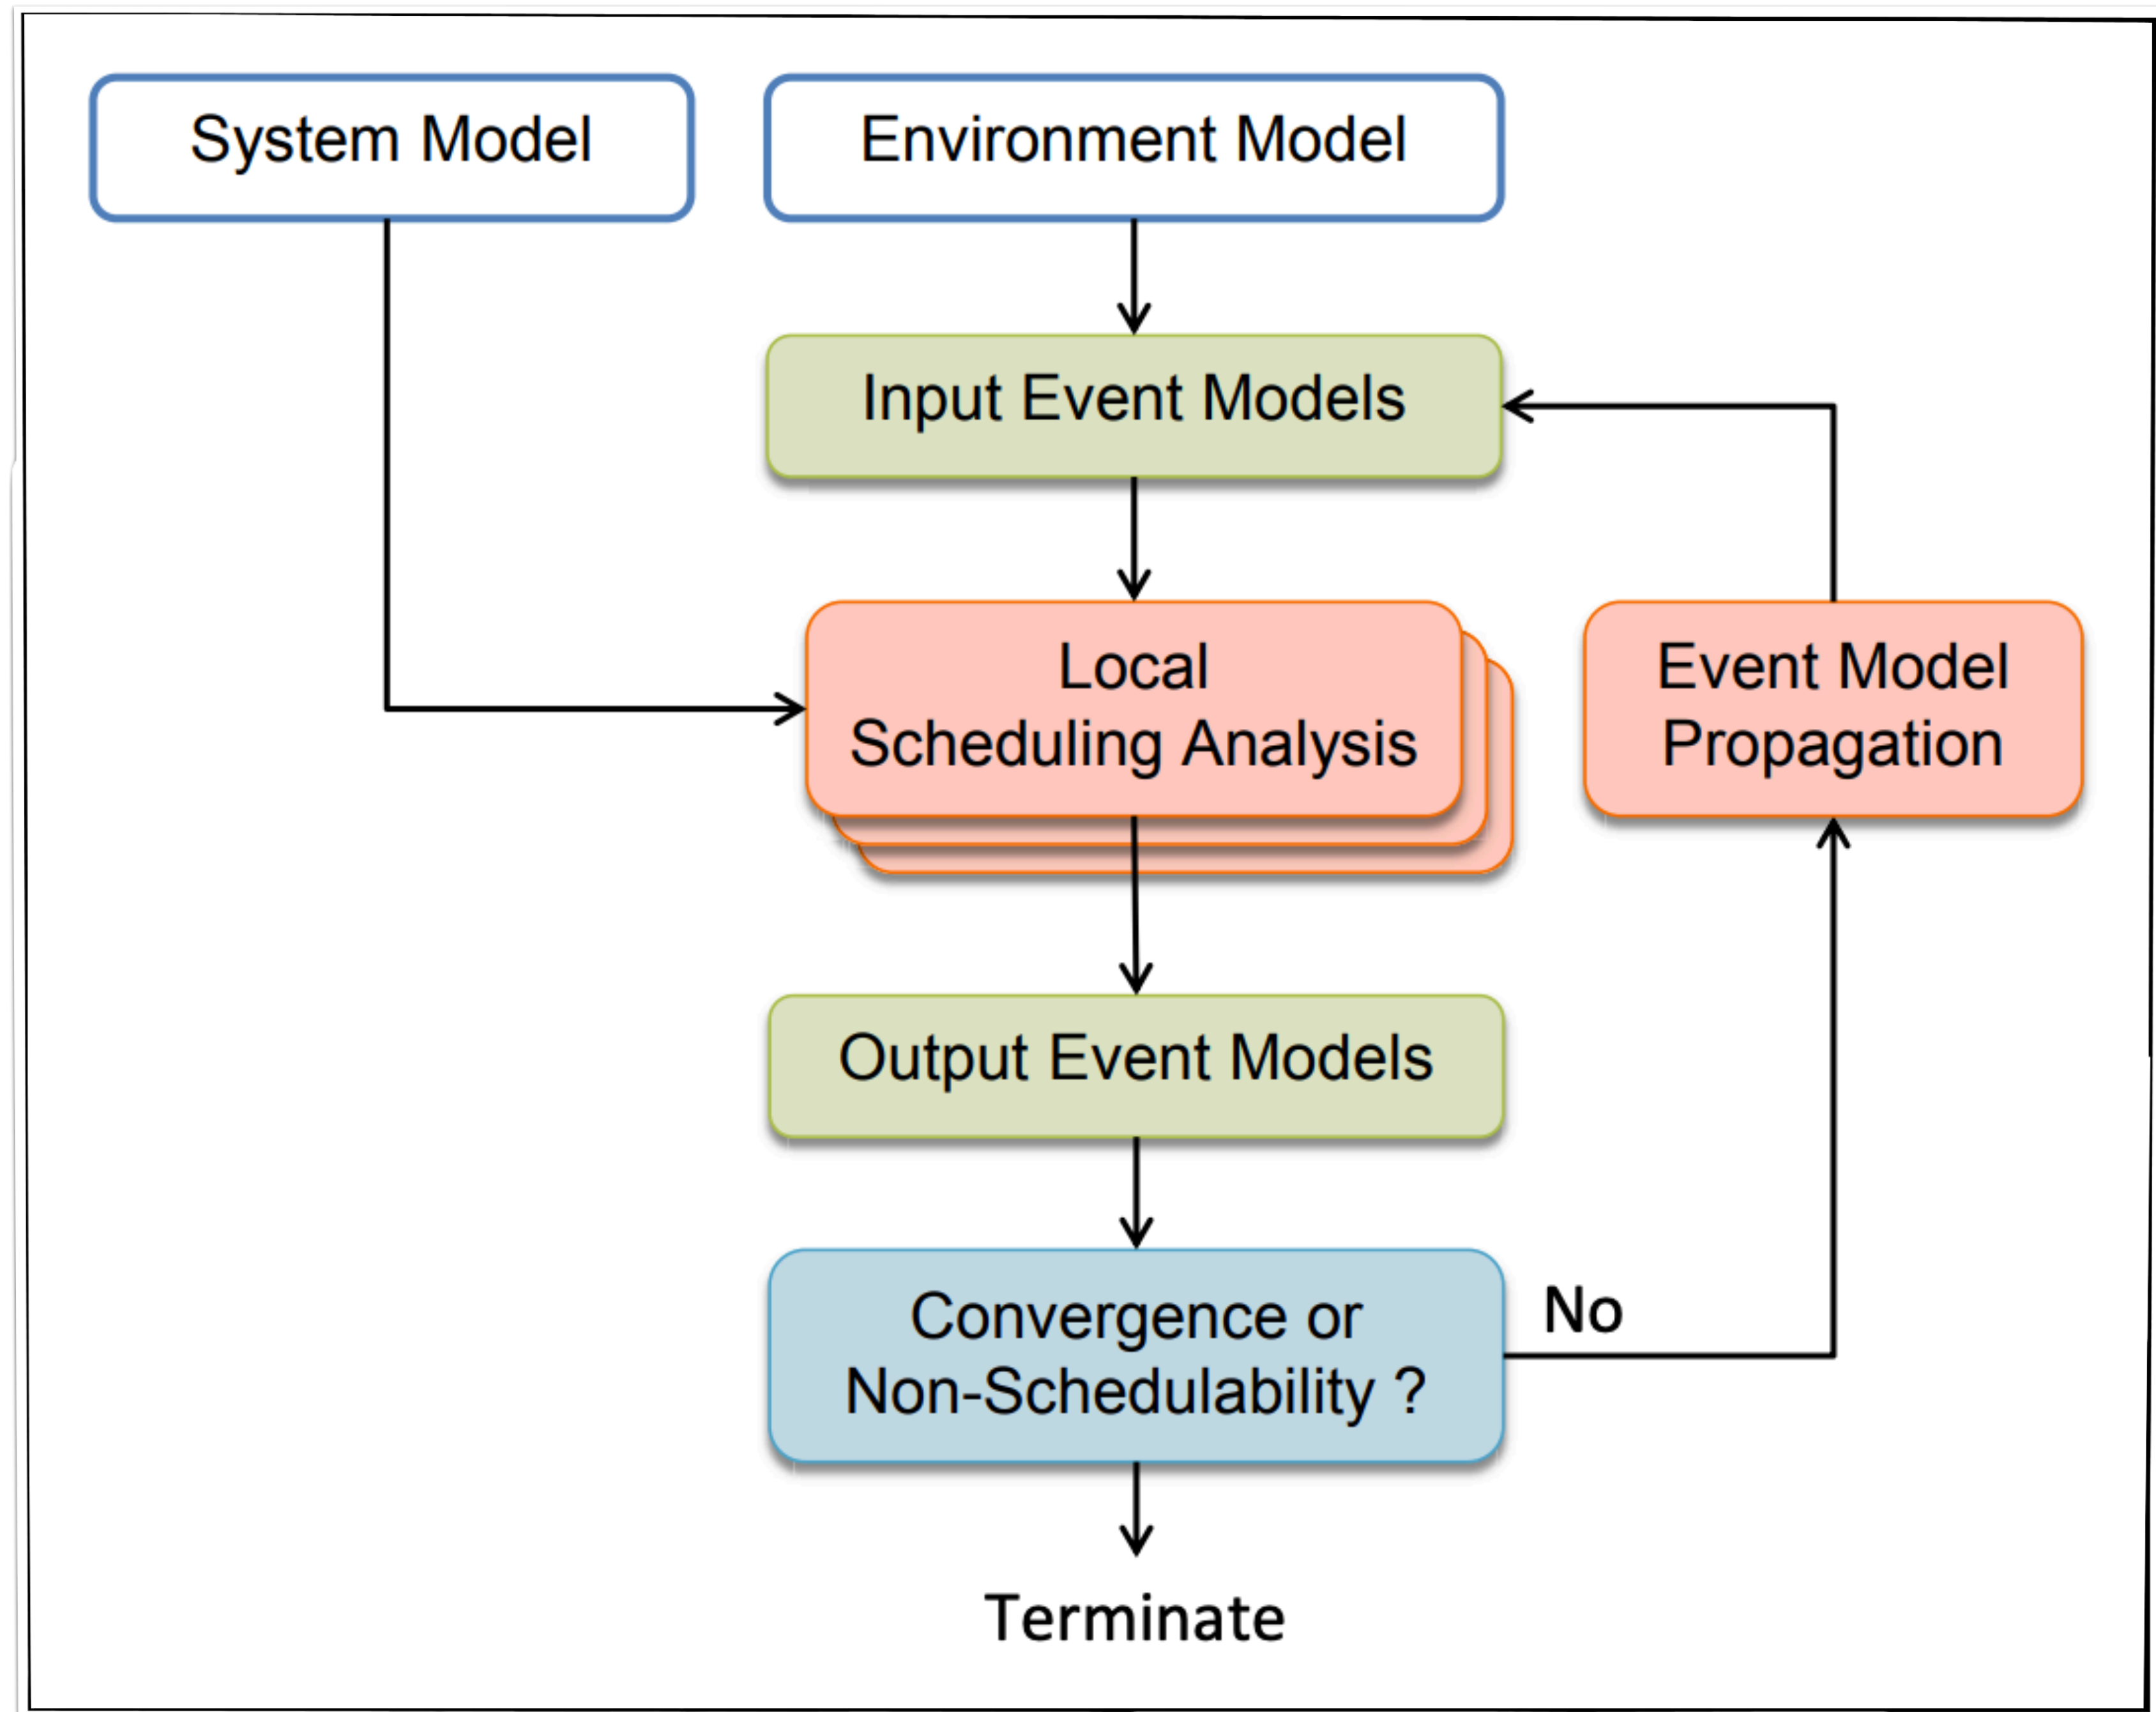 System Model
Environment Model
Input Event Models
Local
Scheduling Analysis
Event Model
Propagation
Output Event Models
Convergence or
Non-Schedulability ?
No
Terminate